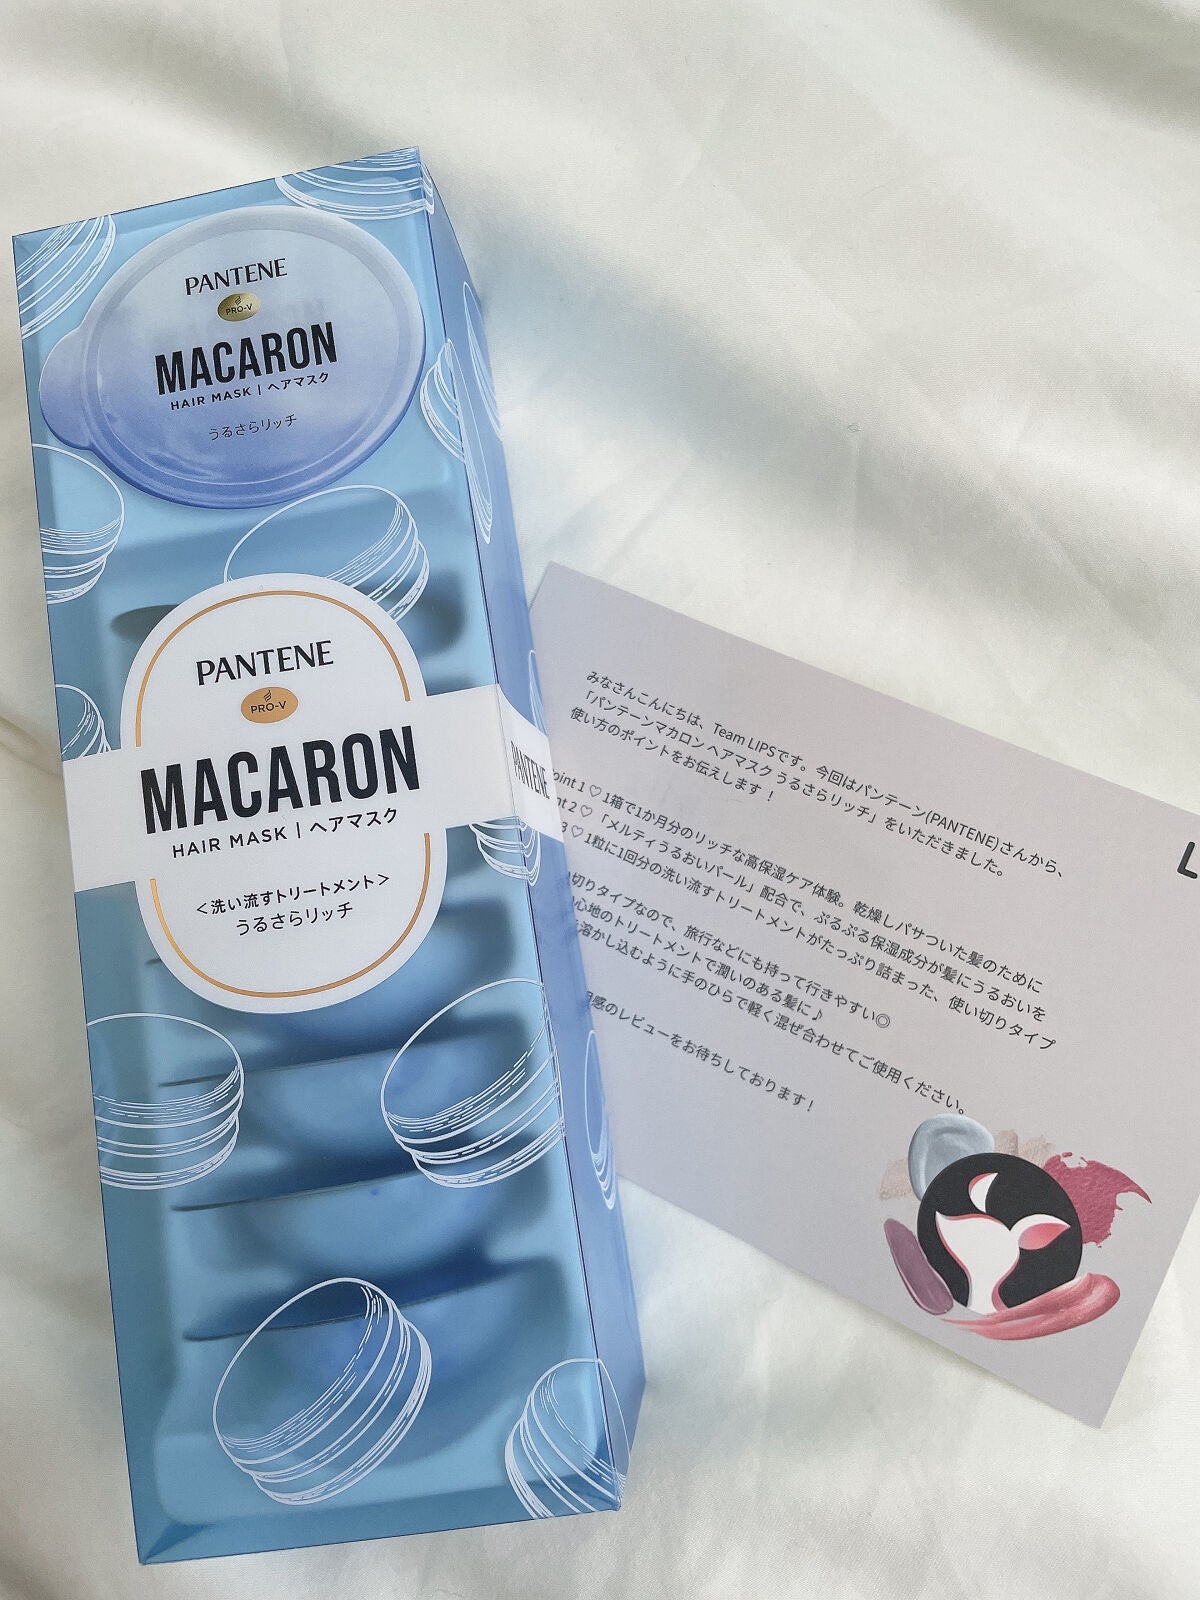 PANTENE
PRO-V
MACARON
HAIR MASK | ヘアマスク
うるさらリッチ
PANTENE
PRO-V
MACARON
HAIR MASK | ヘアマスク
<洗い流すトリートメント>
うるさらリッチ
PANTENE
みなさんこんにちは、Team LIPSです。今回はパンテーン(PANTENE)さんから、
「パンテーンマカロン ヘアマスク うるさらリッチ」をいただきました。
使い方のポイントをお伝えします！
oint 1 ♡ 1箱で1か月分のリッチな高保湿ケア体験。乾燥しパサついた髪のために
nt 2 ♡「メルティうるおいパール」配合で、ぷるぷる保湿成分が髪にうるおいを
3 ♡ 1粒に1回分の洗い流すトリートメントがたっぷり詰まった、使い切りタイプ
切りタイプなので、旅行などにも持って行きやすい◎
心地のトリートメントで潤いのある髪に♪
溶かし込むように手のひらで軽く混ぜ合わせてご使用ください。
感のレビューをお待ちしております！
L